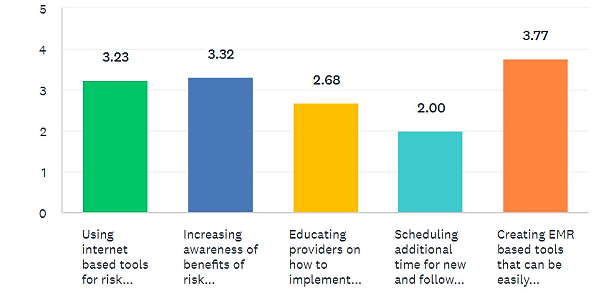 5
4
3
2
1
0
3.23
3.32
2.68
2.00
3.77
Using
internet
based tools
for risk...
Increasing
awareness of
benefits of
risk...
Educating
providers on
how to
implement...
Scheduling
additional
time for new
and follow...
Creating EMR
based tools
that can be
easily...